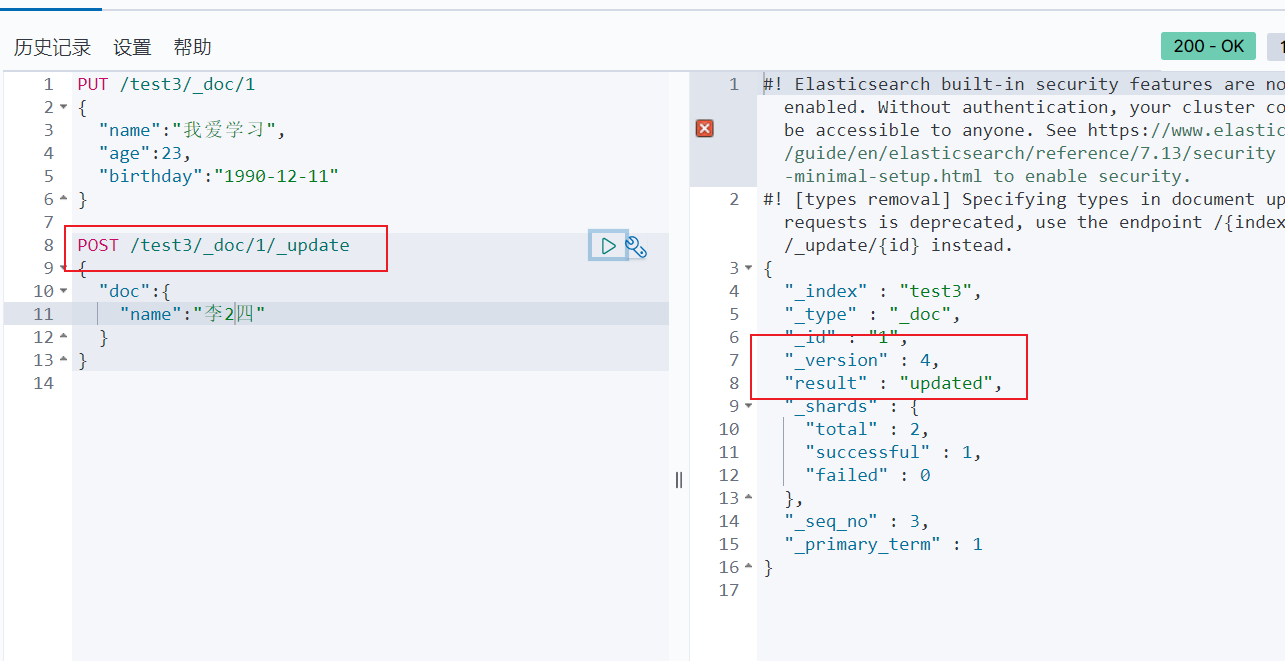 历史记录 设置 帮助
200 - OK
1
1 PUT /test3/_doc/1
2 {
3 "name":"我爱学习",
4 "age":23,
5 "birthday":"1990-12-11"
6 }
7
8 POST /test3/_doc/1/_update
9 {
10 "doc":{
11 "name":"李2四"
12 }
13 }
14
1 #! Elasticsearch built-in security features are no
enabled. Without authentication, your cluster co
be accessible to anyone. See https://www.elastic
/guide/en/elasticsearch/reference/7.13/security
-minimal-setup.html to enable security.
2 #! [types removal] Specifying types in document up
requests is deprecated, use the endpoint /{index
/_update/{id} instead.
3 {
4 "_index" : "test3",
5 "_type" : "_doc",
6 "_id" : "1",
7 "_version" : 4,
8 "result" : "updated",
9 "_shards" : {
10 "total" : 2,
11 "successful" : 1,
12 "failed" : 0
13 },
14 "_seq_no" : 3,
15 "_primary_term" : 1
16 }
17